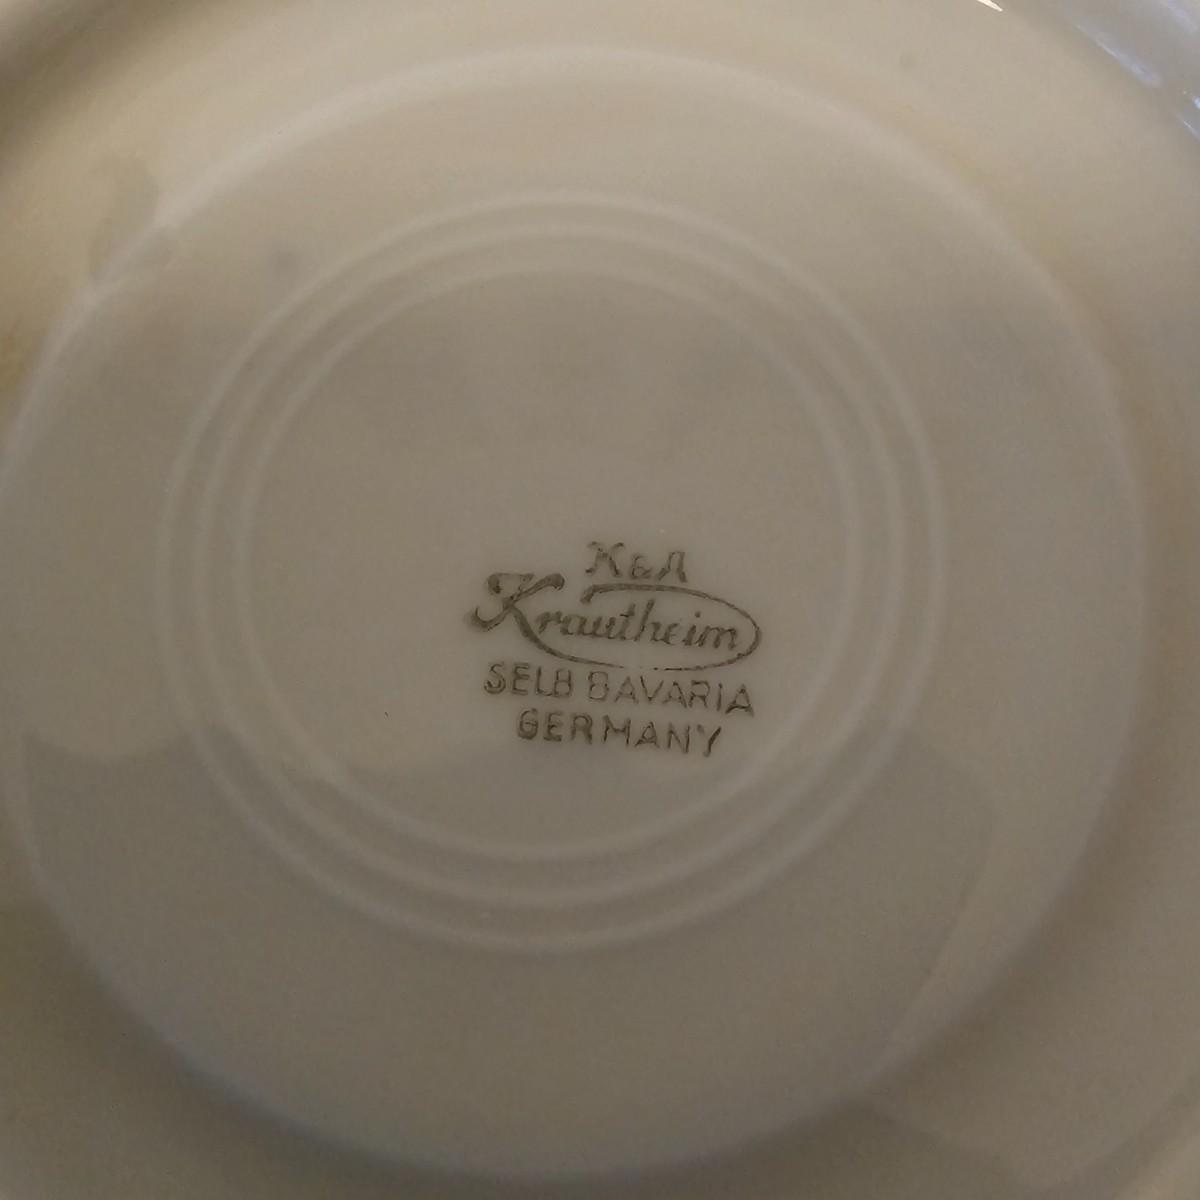 K&A
Krautheim
SELB BAVARIA
GERMANY